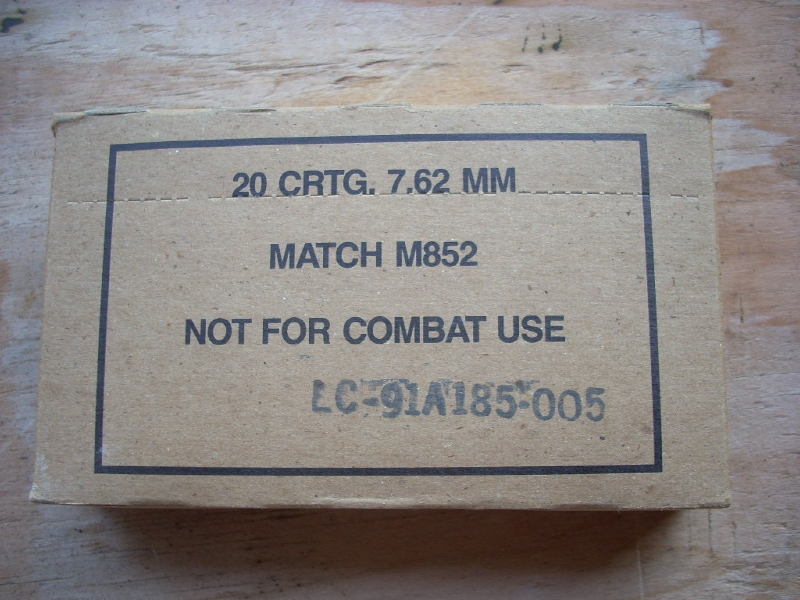 20 CRTG. 7.62 MM
MATCH M852
NOT FOR COMBAT USE
LC-91A185-005